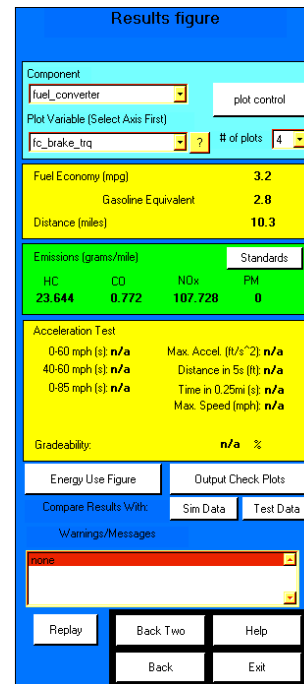 Results figure
Component
fuel_converter
plot control
Plot Variable (Select Axis First)
fc_brake_trq ? # of plots 4
Fuel Economy (mpg) 3.2
Gasoline Equivalent 2.8
Distance (miles) 10.3
Emissions (grams/mile) Standards
HC CO NOx PM
23.644 0.772 107.728 0
Acceleration Test
0-60 mph (s): n/a Max. Accel. (ft/s^2): n/a
40-60 mph (s): n/a Distance in 5s (ft): n/a
0-85 mph (s): n/a Time in 0.25mi (s): n/a
Max. Speed (mph): n/a
Gradeability: n/a %
Energy Use Figure Output Check Plots
Compare Results With: Sim Data Test Data
Warnings/Messages
none
Replay Back Two Help
Back Exit